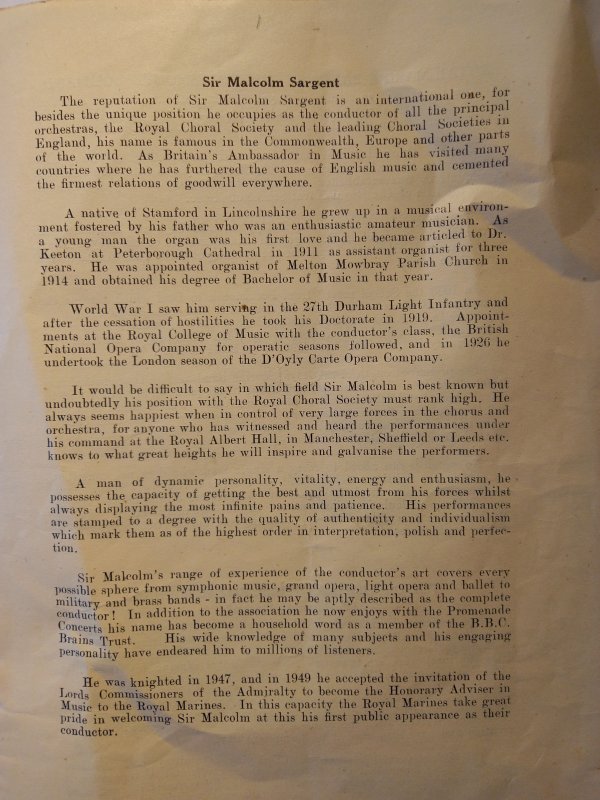 Sir Malcolm Sargent
The reputation of Sir Malcolm Sargent is an international one, for
besides the unique position he occupies as the conductor of all the principal
orchestras, the Royal Choral Society and the leading Choral Societies in
England, his name is famous in the Commonwealth, Europe and other parts
of the world. As Britain's Ambassador in Music he has visited many
countries where he has furthered the cause of English music and cemented
the firmest relations of goodwill everywhere.
A native of Stamford in Lincolnshire he grew up in a musical environ-
ment fostered by his father who was an enthusiastic amateur musician. As
a young man the organ was his first love and he became articled to Dr.
Keeton at Peterborough Cathedral in 1911 as assistant organist for three
years. He was appointed organist of Melton Mowbray Parish Church in
1914 and obtained his degree of Bachelor of Music in that year.
World War I saw him serving in the 27th Durham Light Infantry and
after the cessation of hostilities he took his Doctorate in 1919. Appoint-
ments at the Royal College of Music with the conductor's class, the British
National Opera Company for operatic seasons followed, and in 1926 he
undertook the London season of the D'Oyly Carte Opera Company.
It would be difficult to say in which field Sir Malcolm is best known but
undoubtedly his position with the Royal Choral Society must rank high. He
always seems happiest when in control of very large forces in the chorus and
orchestra, for anyone who has witnessed and heard the performances under
his command at the Royal Albert Hall, in Manchester, Sheffield or Leeds etc.
knows to what great heights he will inspire and galvanise the performers.
A man of dynamic personality, vitality, energy and enthusiasm, he
possesses the capacity of getting the best and utmost from his forces whilst
always displaying the most infinite pains and patience. His performances
are stamped to a degree with the quality of authenticity and individualism
which mark them as of the highest order in interpretation, polish and perfec-
tion.
Sir Malcolm's range of experience of the conductor's art covers every
possible sphere from symphonic music, grand opera, light opera and ballet to
military and brass bands - in fact he may be aptly described as the complete
conductor! In addition to the association he now enjoys with the Promenade
Concerts his name has become a household word as a member of the B.B.C.
Brains Trust. His wide knowledge of many subjects and his engaging
personality have endeared him to millions of listeners.
He was knighted in 1947, and in 1949 he accepted the invitation of the
Lords Commissioners of the Admiralty to become the Honorary Adviser in
Music to the Royal Marines. In this capacity the Royal Marines take great
pride in welcoming Sir Malcolm at this his first public appearance as their
conductor.